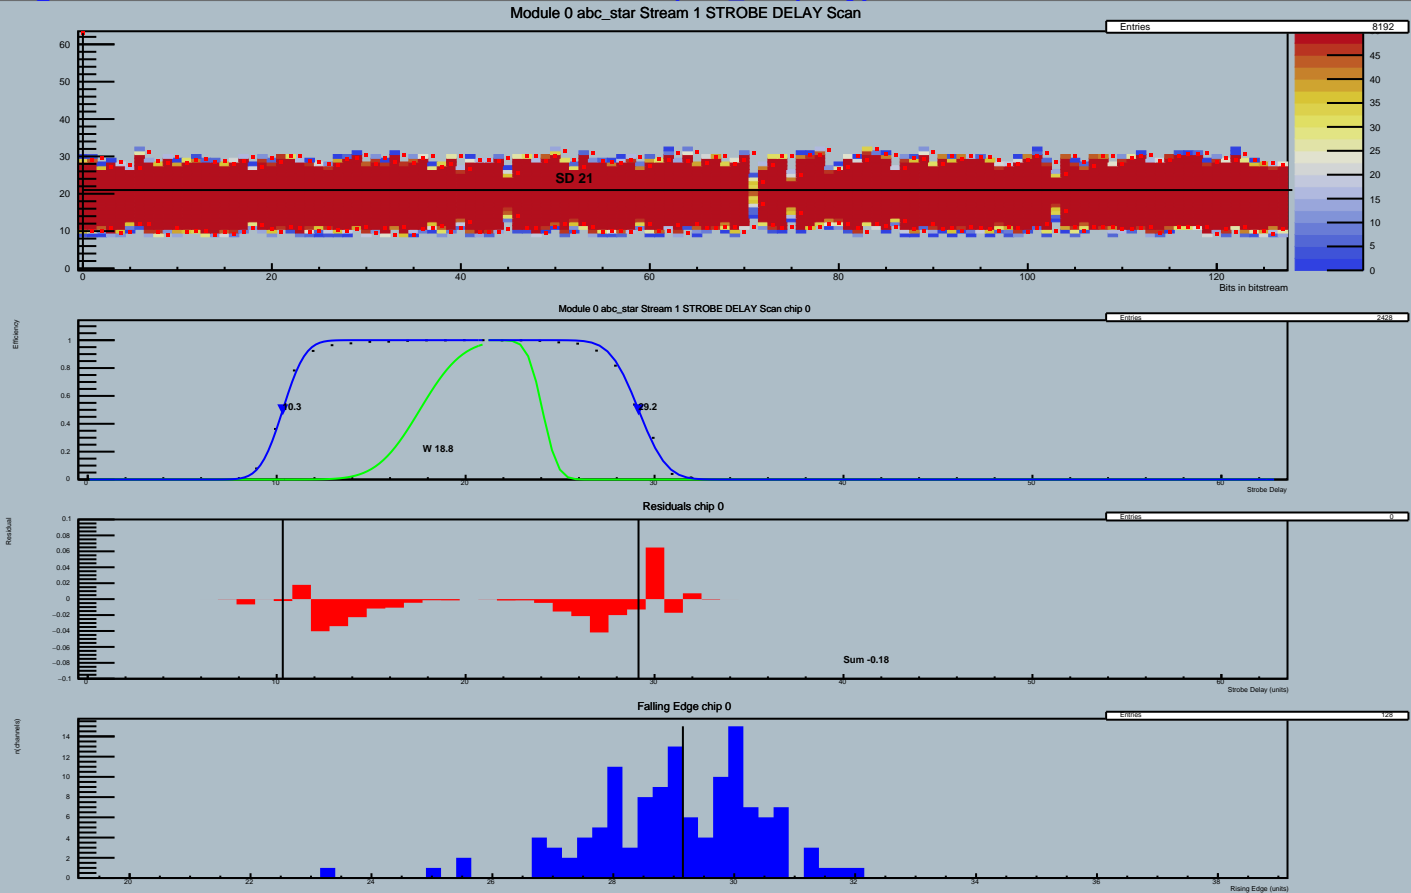 Module 0 abc_star Stream 1 STROBE DELAY Scan
Entries 8192
60
50
40
30
20
10
0
SD 21
45
40
35
30
25
20
15
10
5
0
0 20 40 60 80 100 120
Bits in bitstream
Module 0 abc_star Stream 1 STROBE DELAY Scan chip 0
Entries 2428
Efficiency
1
0.8
0.6
0.4
0.2
0
10.3
29.2
W 18.8
0 10 20 30 40 50 60
Strobe Delay
Residuals chip 0
Entries 0
Residual
0.1
0.08
0.06
0.04
0.02
0
−0.02
−0.04
−0.06
−0.08
−0.1
Sum -0.18
0 10 20 30 40 50 60
Strobe Delay (units)
Falling Edge chip 0
Entries 128
n(channels)
14
12
10
8
6
4
2
0
20 22 24 26 28 30 32 34 36 38
Rising Edge (units)